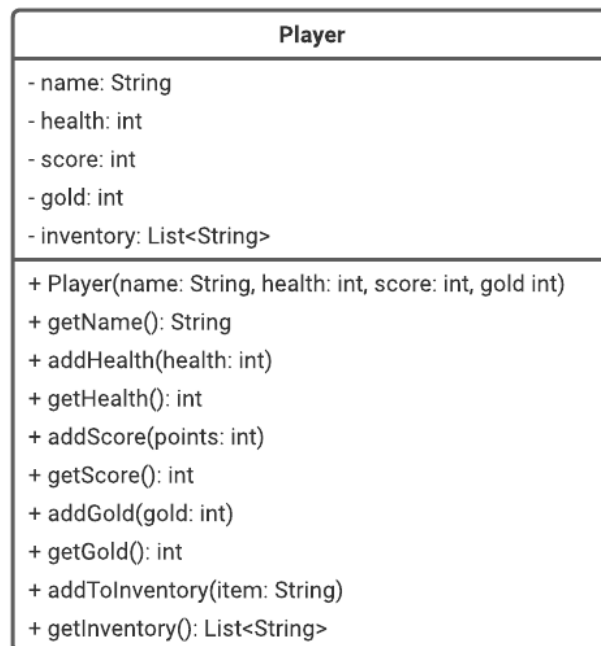 Player
- name: String
- health: int
- score: int
- gold: int
- inventory: List<String>
+ Player(name: String, health: int, score: int, gold int)
+ getName(): String
+ addHealth(health: int)
+ getHealth(): int
+ addScore(points: int)
+ getScore(): int
+ addGold(gold: int)
+ getGold(): int
+ addToInventory(item: String)
+ getInventory(): List<String>